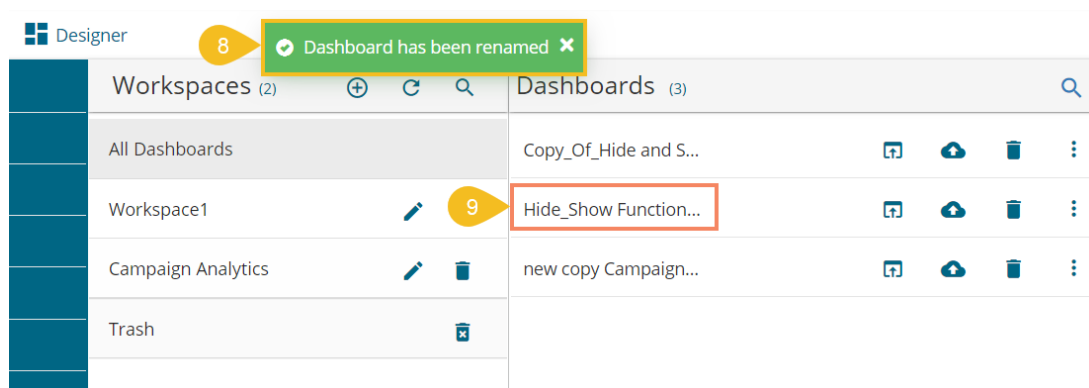 Designer
8
Dashboard has been renamed
Workspaces (2)
Dashboards (3)
All Dashboards
Copy_Of_Hide and S...
Workspace1
9
Hide_Show Function...
Campaign Analytics
new copy Campaign...
Trash